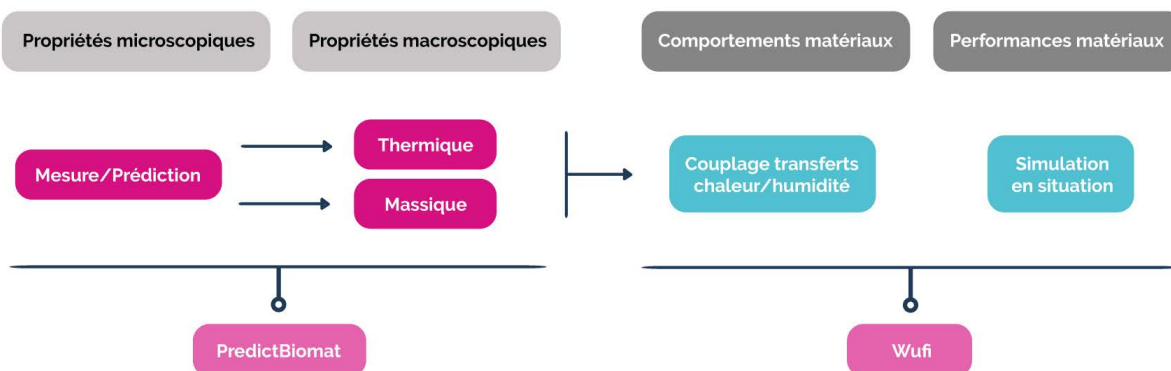 Propriétés microscopiques
Propriétés macroscopiques
Comportements matériaux
Performances matériaux
Mesure/Prédiction
Thermique
Massique
Couplage transferts
chaleur/humidité
Simulation
en situation
PredictBiomat
Wufi